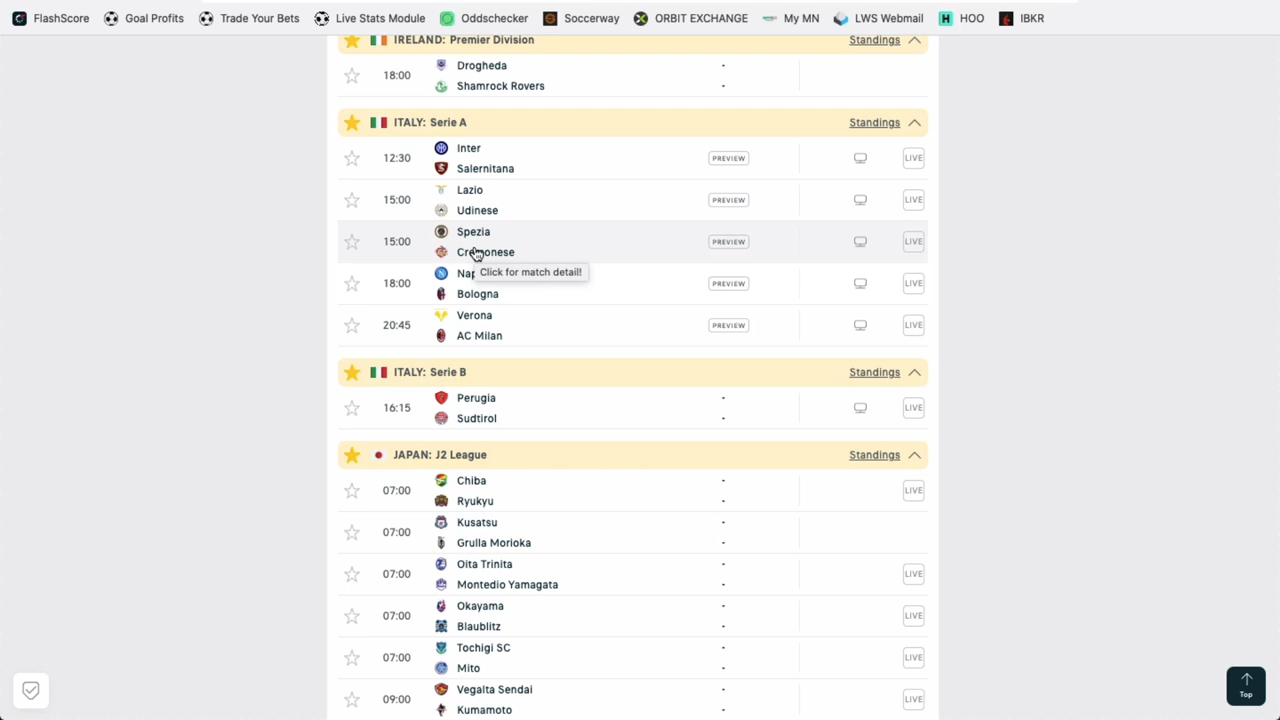 FlashScore Goal Profits Trade Your Bets Live Stats Module Oddschecker Soccerway ORBIT EXCHANGE My MN LWS Webmail HOO IBKR
IRELAND: Premier Division Standings
18:00 Drogheda -
Shamrock Rovers -
ITALY: Serie A Standings
12:30 Inter PREVIEW LIVE
Salernitana
15:00 Lazio PREVIEW LIVE
Udinese
15:00 Spezia PREVIEW LIVE
Cremonese
Click for match detail!
18:00 Nap PREVIEW LIVE
Bologna
20:45 Verona PREVIEW LIVE
AC Milan
ITALY: Serie B Standings
16:15 Perugia - LIVE
Sudtirol -
JAPAN: J2 League Standings
07:00 Chiba - LIVE
Ryukyu -
07:00 Kusatsu -
Grulla Morioka -
07:00 Oita Trinita - LIVE
Montedio Yamagata -
07:00 Okayama - LIVE
Blaublitz -
07:00 Tochigi SC - LIVE
Mito -
09:00 Vegalta Sendai - LIVE
Kumamoto -
Top